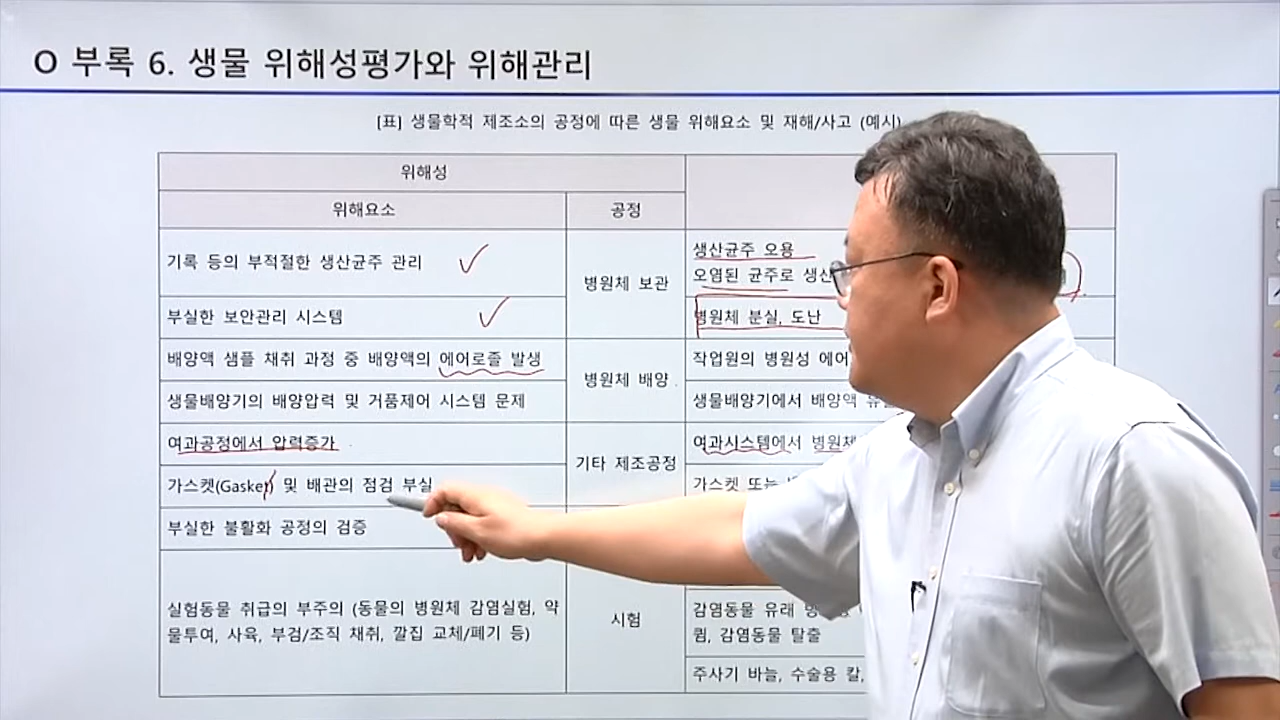 O 부록 6. 생물 위해성평가와 위해관리
[표] 생물학적 제조소의 공정에 따른 생물 위해요소 및 재해/사고 (예시)
위해성
위해요소
공정
기록 등의 부적절한 생산균주 관리
병원체 보관
생산균주 오용
오염된 균주로
부실한 보안관리 시스템
병원체 분실, 도난
배양액 샘플 채취 과정 중 배양액의 에어로졸 발생
병원체 배양
작업원의 병원성
생물배양기의 배양압력 및 거품제어 시스템 문제
생물배양기에서 배양액
여과공정에서 압력증가
기타 제조공정
여과시스템에서 병원체
가스켓(Gasket) 및 배관의 점검 부실
가스켓 또는
부실한 불활화 공정의 검증
실험동물 취급의 부주의 (동물의 병원체 감염실험, 약
물투여, 사육, 부검/조직 채취, 깔집 교체/폐기 등)
시험
감염동물 유래
큄, 감염동물 탈출
주사기 바늘, 수술용 칼,